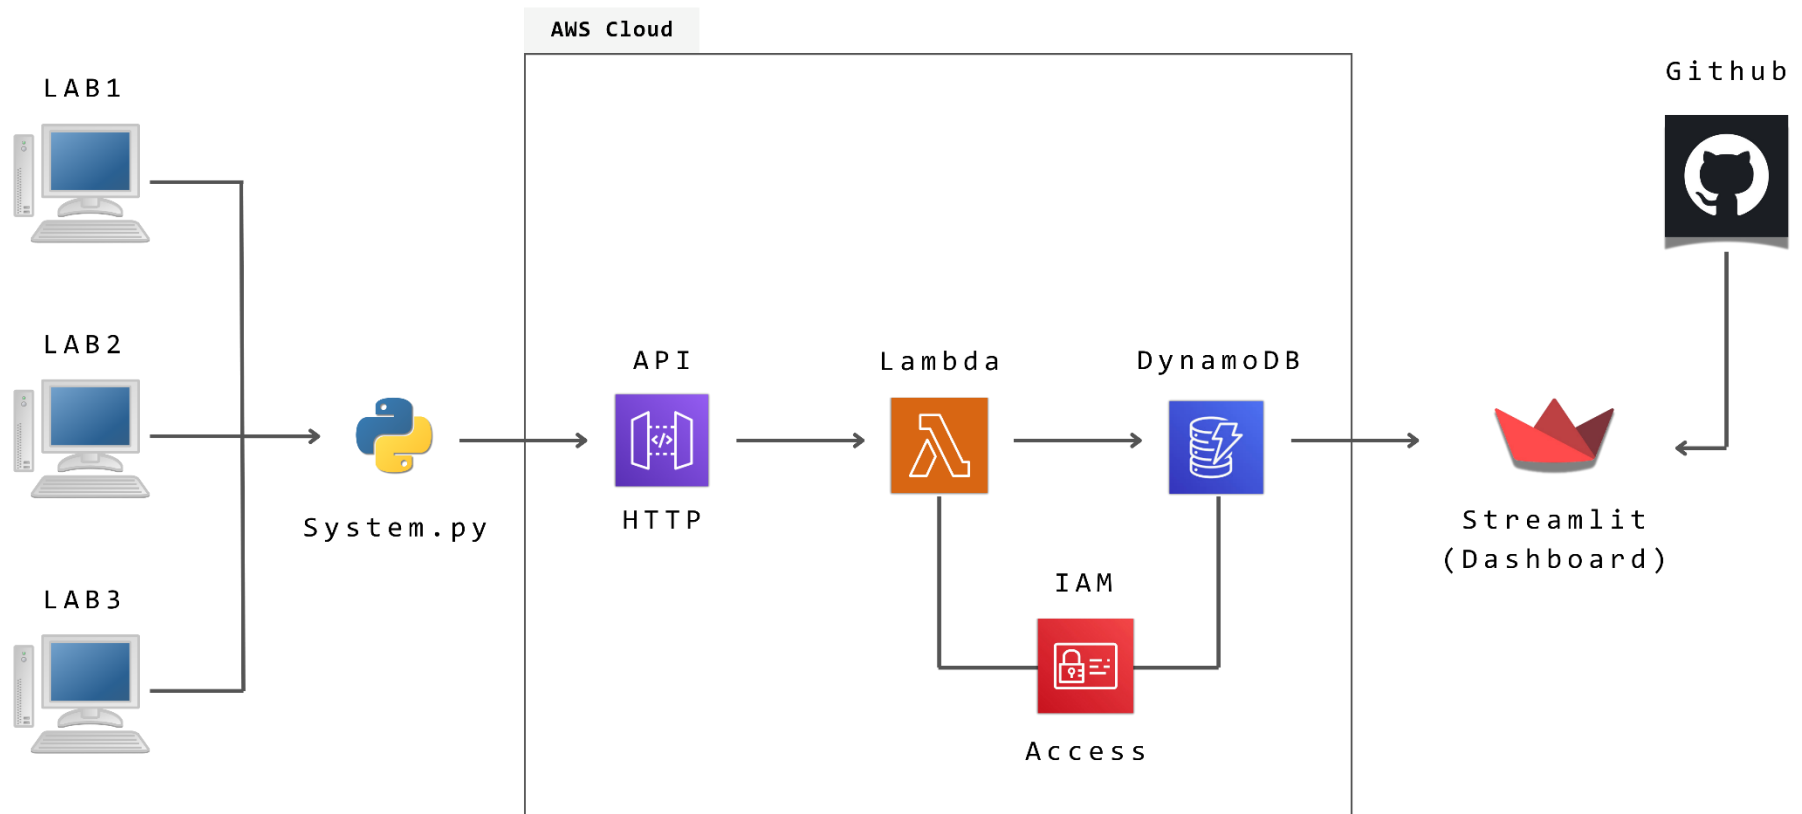 AWS Cloud
LAB1
Github
LAB2
API
Lambda
DynamoDB
HTTP
System.py
Streamlit
(Dashboard)
IAM
LAB3
Access